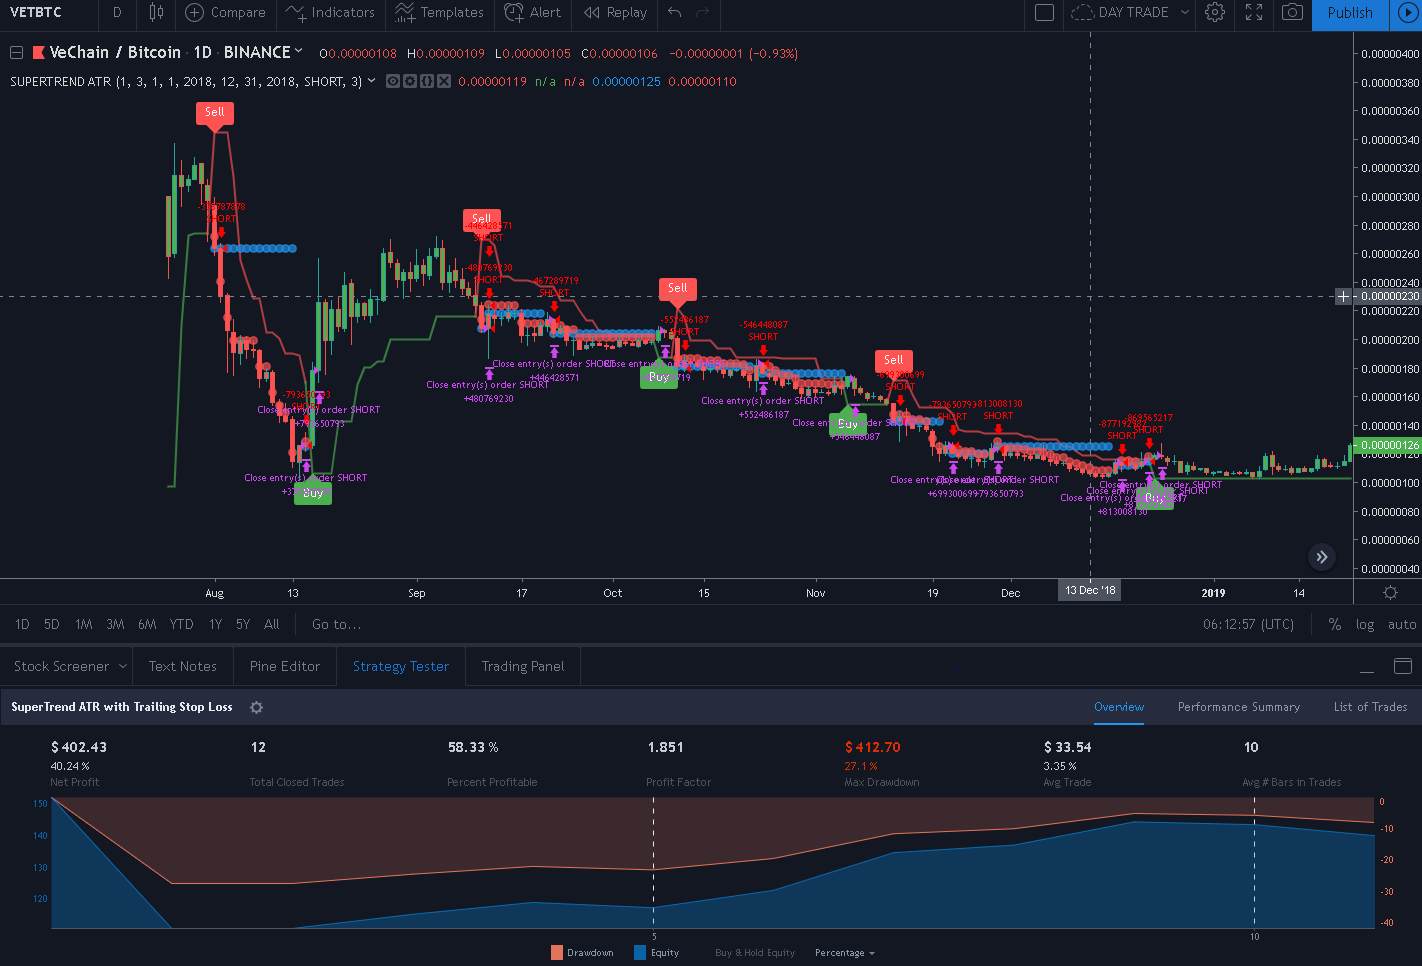 VETBTC D Compare Indicators Templates Alert Replay DAY TRADE Publish
VeChain / Bitcoin · 1D · BINANCE O0.00000108 H0.00000109 L0.00000105 C0.00000106 -0.00000001 (-0.93%)
SUPERTREND ATR (1, 3, 1, 1, 2018, 12, 31, 2018, SHORT, 3) 0.00000119 n/a n/a 0.00000125 0.00000110
0.00000400
0.00000380
0.00000360
0.00000340
0.00000320
0.00000300
0.00000280
0.00000260
0.00000240
0.00000230
0.00000220
0.00000200
0.00000180
0.00000160
0.00000140
0.00000126
0.00000120
0.00000100
0.00000080
0.00000060
0.00000040
Sell
SHORT
Sell
-446428571
SHORT
-480769230
SHORT
-467289719
SHORT
Sell
-552486187
SHORT
-546448087
SHORT
Sell
-699300699
SHORT
-793650793
SHORT
-813008130
SHORT
-877192982
SHORT
-869565217
SHORT
-793650793
Close entry(s) order SHORT
+793650793
Close entry(s) order SHORT
Buy
Close entry(s) order SHORT
+480769230
Close entry(s) order SHORT
+446428571
Buy
Close entry(s) order SHORT
+552486187
Buy
+546448087
+699300699
+793650793
Close entry(s) order SHORT
+813008130
Buy
Aug 13 Sep 17 Oct 15 Nov 19 Dec 13 Dec '18 2019 14
1D 5D 1M 3M 6M YTD 1Y 5Y All Go to... 06:12:57 (UTC) % log auto
Stock Screener Text Notes Pine Editor Strategy Tester Trading Panel
SuperTrend ATR with Trailing Stop Loss Overview Performance Summary List of Trades
$ 402.43 12 58.33 % 1.851 $ 412.70 $ 33.54 10
40.24 % 27.1 % 3.35 %
Net Profit Total Closed Trades Percent Profitable Profit Factor Max Drawdown Avg Trade Avg # Bars in Trades
150 0
140 -10
130 -20
120 -30
-40
5 10
Drawdown Equity Buy & Hold Equity Percentage